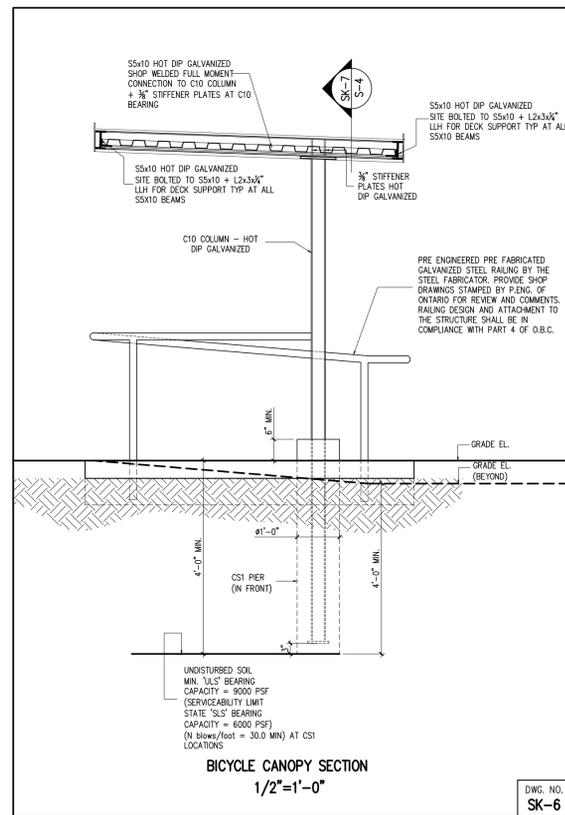 S5x10 HOT DIP GALVANIZED
SHOP WELDED FULL MOMENT
CONNECTION TO C10 COLUMN
+ ⅜" STIFFENER PLATES AT C10
BEARING
SK-7
S-4
S5x10 HOT DIP GALVANIZED
SITE BOLTED TO S5x10 + L2x3x¼"
LLH FOR DECK SUPPORT TYP AT ALL
S5X10 BEAMS
S5x10 HOT DIP GALVANIZED
SITE BOLTED TO S5x10 + L2x3x¼"
LLH FOR DECK SUPPORT TYP AT ALL
S5X10 BEAMS
⅜" STIFFENER
PLATES HOT
DIP GALVANIZED
C10 COLUMN – HOT
DIP GALVANIZED
PRE ENGINEERED PRE FABRICATED
GALVANIZED STEEL RAILING BY THE
STEEL FABRICATOR. PROVIDE SHOP
DRAWINGS STAMPED BY P.ENG. OF
ONTARIO FOR REVIEW AND COMMENTS.
RAILING DESIGN AND ATTACHMENT TO
THE STRUCTURE SHALL BE IN
COMPLIANCE WITH PART 4 OF O.B.C.
6" MIN.
GRADE EL.
GRADE EL.
(BEYOND)
ø1'-0"
4'-0" MIN.
4'-0" MIN.
CS1 PIER
(IN FRONT)
3"
UNDISTURBED SOIL
MIN. 'ULS' BEARING
CAPACITY = 9000 PSF
(SERVICEABILITY LIMIT
STATE 'SLS' BEARING
CAPACITY = 6000 PSF)
(N blows/foot = 30.0 MIN) AT CS1
LOCATIONS
BICYCLE CANOPY SECTION
1/2"=1'-0"
DWG. NO.
SK-6